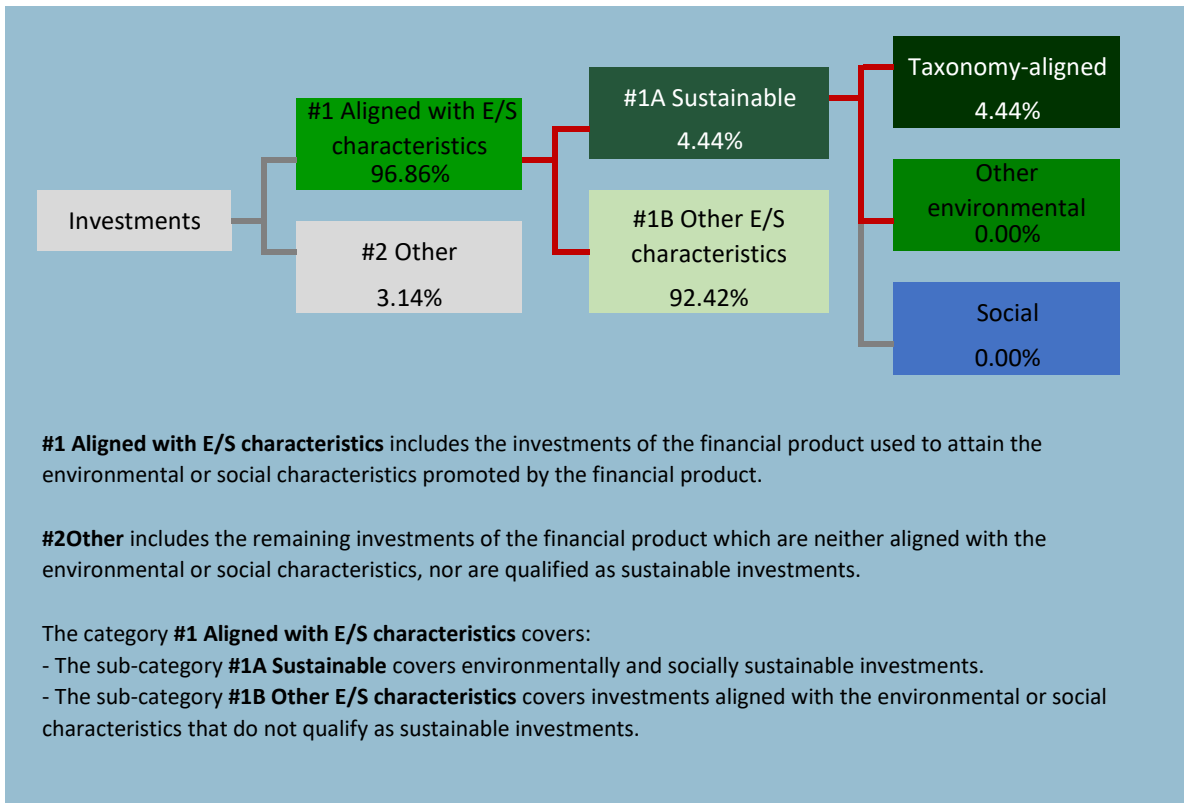 Investments
#1 Aligned with E/S
characteristics
96.86%
#2 Other
3.14%
#1A Sustainable
4.44%
#1B Other E/S
characteristics
92.42%
Taxonomy-aligned
4.44%
Other
environmental
0.00%
Social
0.00%
#1 Aligned with E/S characteristics includes the investments of the financial product used to attain the
environmental or social characteristics promoted by the financial product.
#2Other includes the remaining investments of the financial product which are neither aligned with the
environmental or social characteristics, nor are qualified as sustainable investments.
The category #1 Aligned with E/S characteristics covers:
- The sub-category #1A Sustainable covers environmentally and socially sustainable investments.
- The sub-category #1B Other E/S characteristics covers investments aligned with the environmental or social
characteristics that do not qualify as sustainable investments.